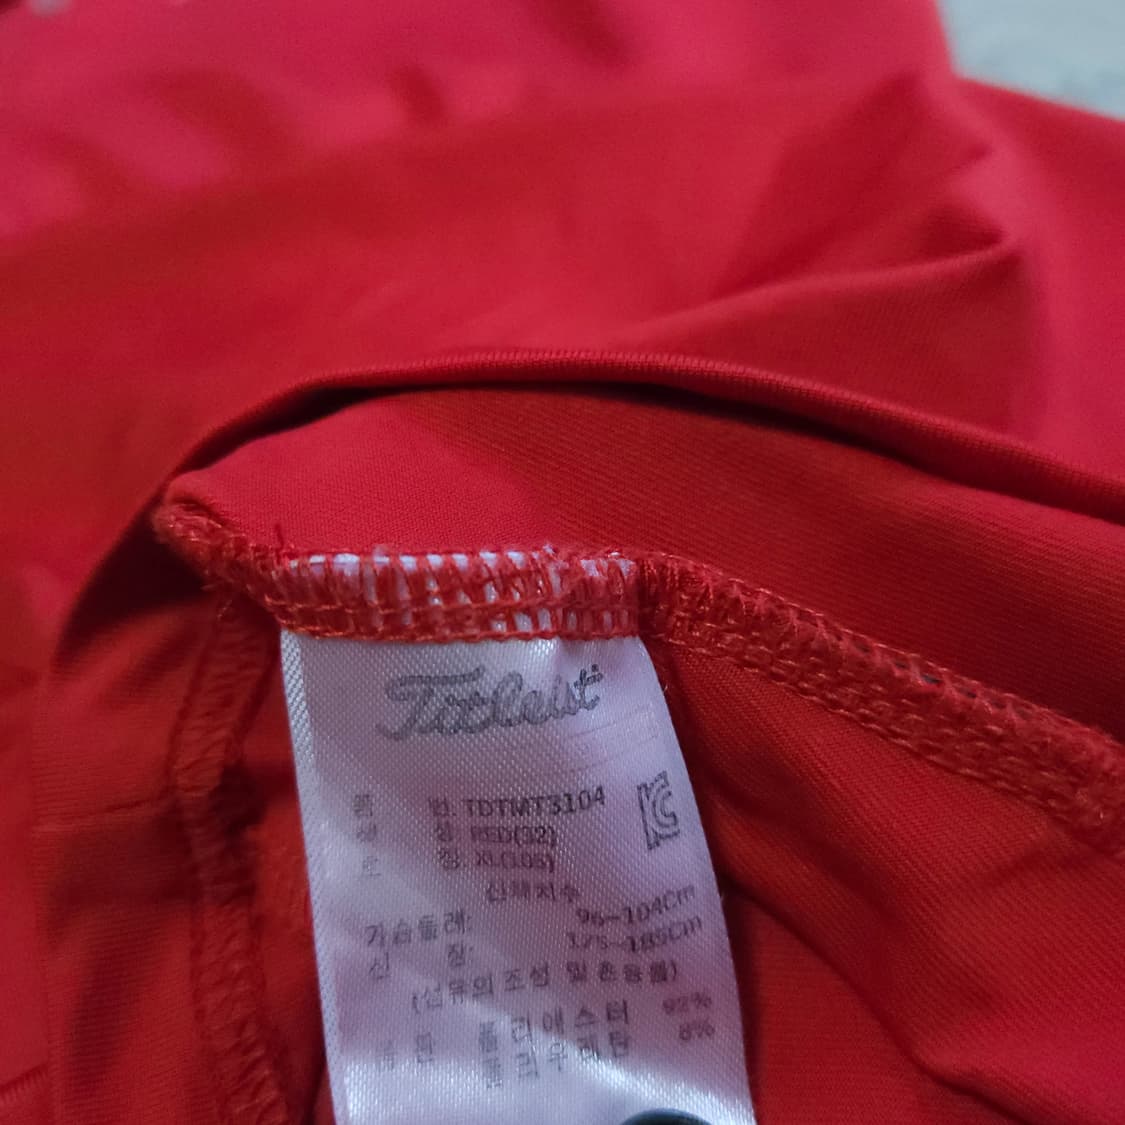 Titleist
품 번. TDTMT3104
색 상. RED(32)
호 칭. XL(105)
신체치수
가슴둘레: 96~104Cm
신 장: 175~185Cm
(섬유의 조성 및 혼용률)
폴리에스터 92%
폴리우레탄 8%